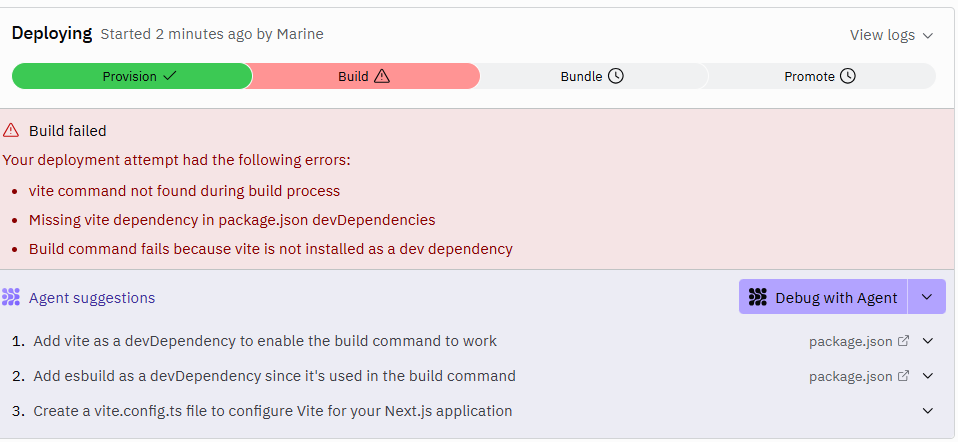 Deploying Started 2 minutes ago by Marine View logs
Provision Build Bundle Promote
Build failed
Your deployment attempt had the following errors:
vite command not found during build process
Missing vite dependency in package.json devDependencies
Build command fails because vite is not installed as a dev dependency
Agent suggestions Debug with Agent
1. Add vite as a devDependency to enable the build command to work package.json
2. Add esbuild as a devDependency since it's used in the build command package.json
3. Create a vite.config.ts file to configure Vite for your Next.js application